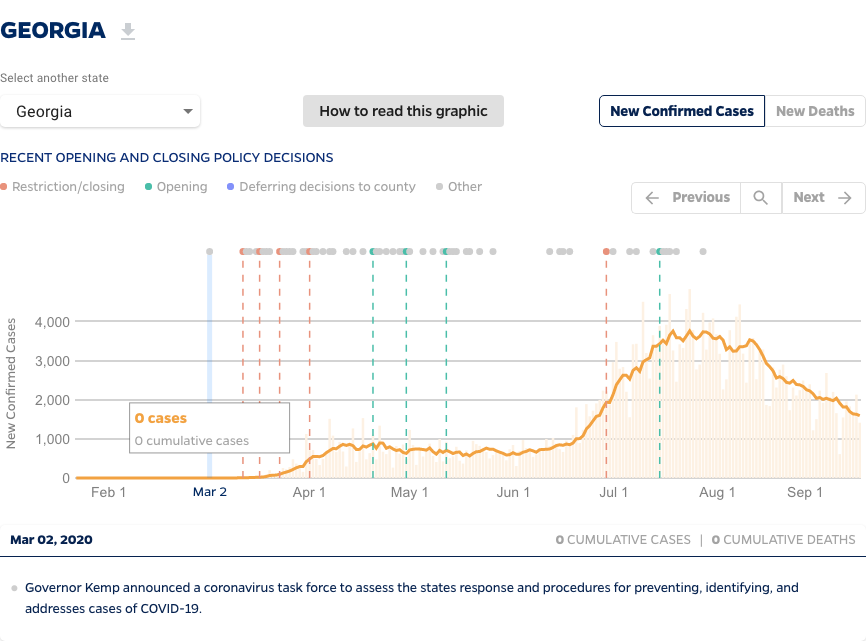 GEORGIA
Select another state
Georgia
How to read this graphic
New Confirmed Cases New Deaths
RECENT OPENING AND CLOSING POLICY DECISIONS
Restriction/closing Opening Deferring decisions to county Other
Previous Next
New Confirmed Cases
4,000
3,000
2,000
1,000
0
0 cases
0 cumulative cases
Feb 1 Mar 2 Apr 1 May 1 Jun 1 Jul 1 Aug 1 Sep 1
Mar 02, 2020
0 CUMULATIVE CASES | 0 CUMULATIVE DEATHS
Governor Kemp announced a coronavirus task force to assess the states response and procedures for preventing, identifying, and
addresses cases of COVID-19.